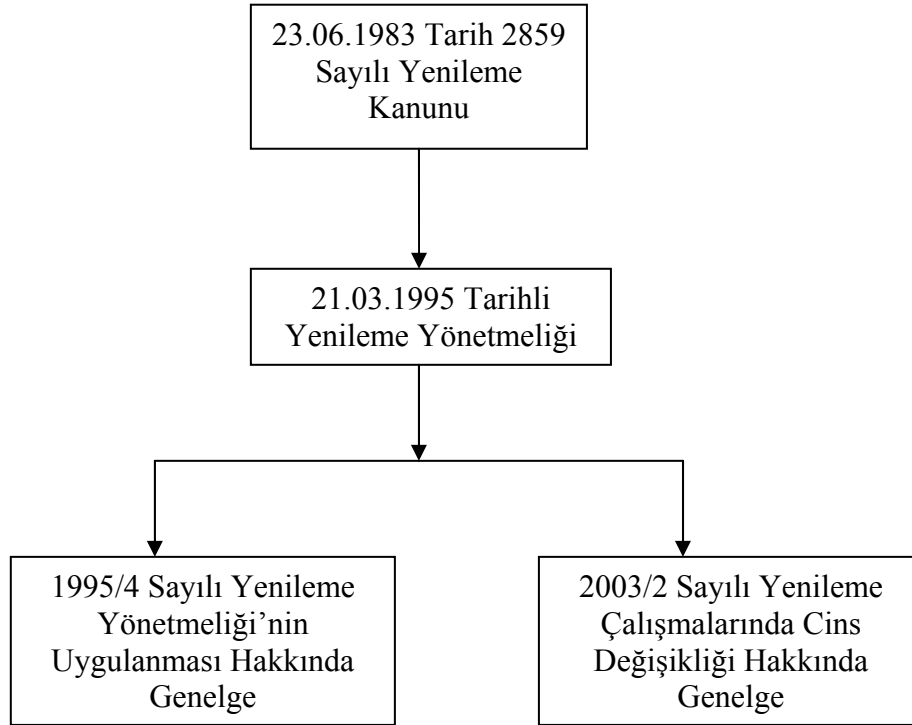 23.06.1983 Tarih 2859
Sayılı Yenileme
Kanunu
21.03.1995 Tarihli
Yenileme Yönetmeliği
1995/4 Sayılı Yenileme
Yönetmeliği’nin
Uygulanması Hakkında
Genelge
2003/2 Sayılı Yenileme
Çalışmalarında Cins
Değişikliği Hakkında
Genelge